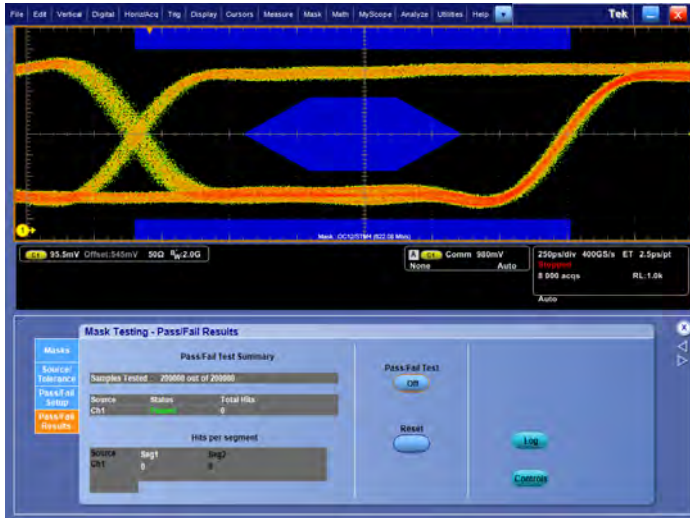 File Edit Vertical Digital Horiz/Acq Trig Display Cursors Measure Mask Math MyScope Analyze Utilities Help Tek
Mask : OC12/STM4 (622.08 Mb/s)
C1 95.5mV Offset:545mV 50Ω BW:2.0G
A C1 Comm 980mV
None Auto
250ps/div 400GS/s ET 2.5ps/pt
Stopped
8 000 acqs RL:1.0k
Auto
Mask Testing - Pass/Fail Results
Masks
Source/
Tolerance
Pass/Fail
Setup
Pass/Fail
Results
Pass/Fail Test Summary
Samples Tested : 200000 out of 200000
Source Status Total Hits
Ch1 Passed 0
Hits per segment
Source Seg1 Seg2
Ch1 0 0
Pass/Fail Test
Off
Reset
Log
Controls